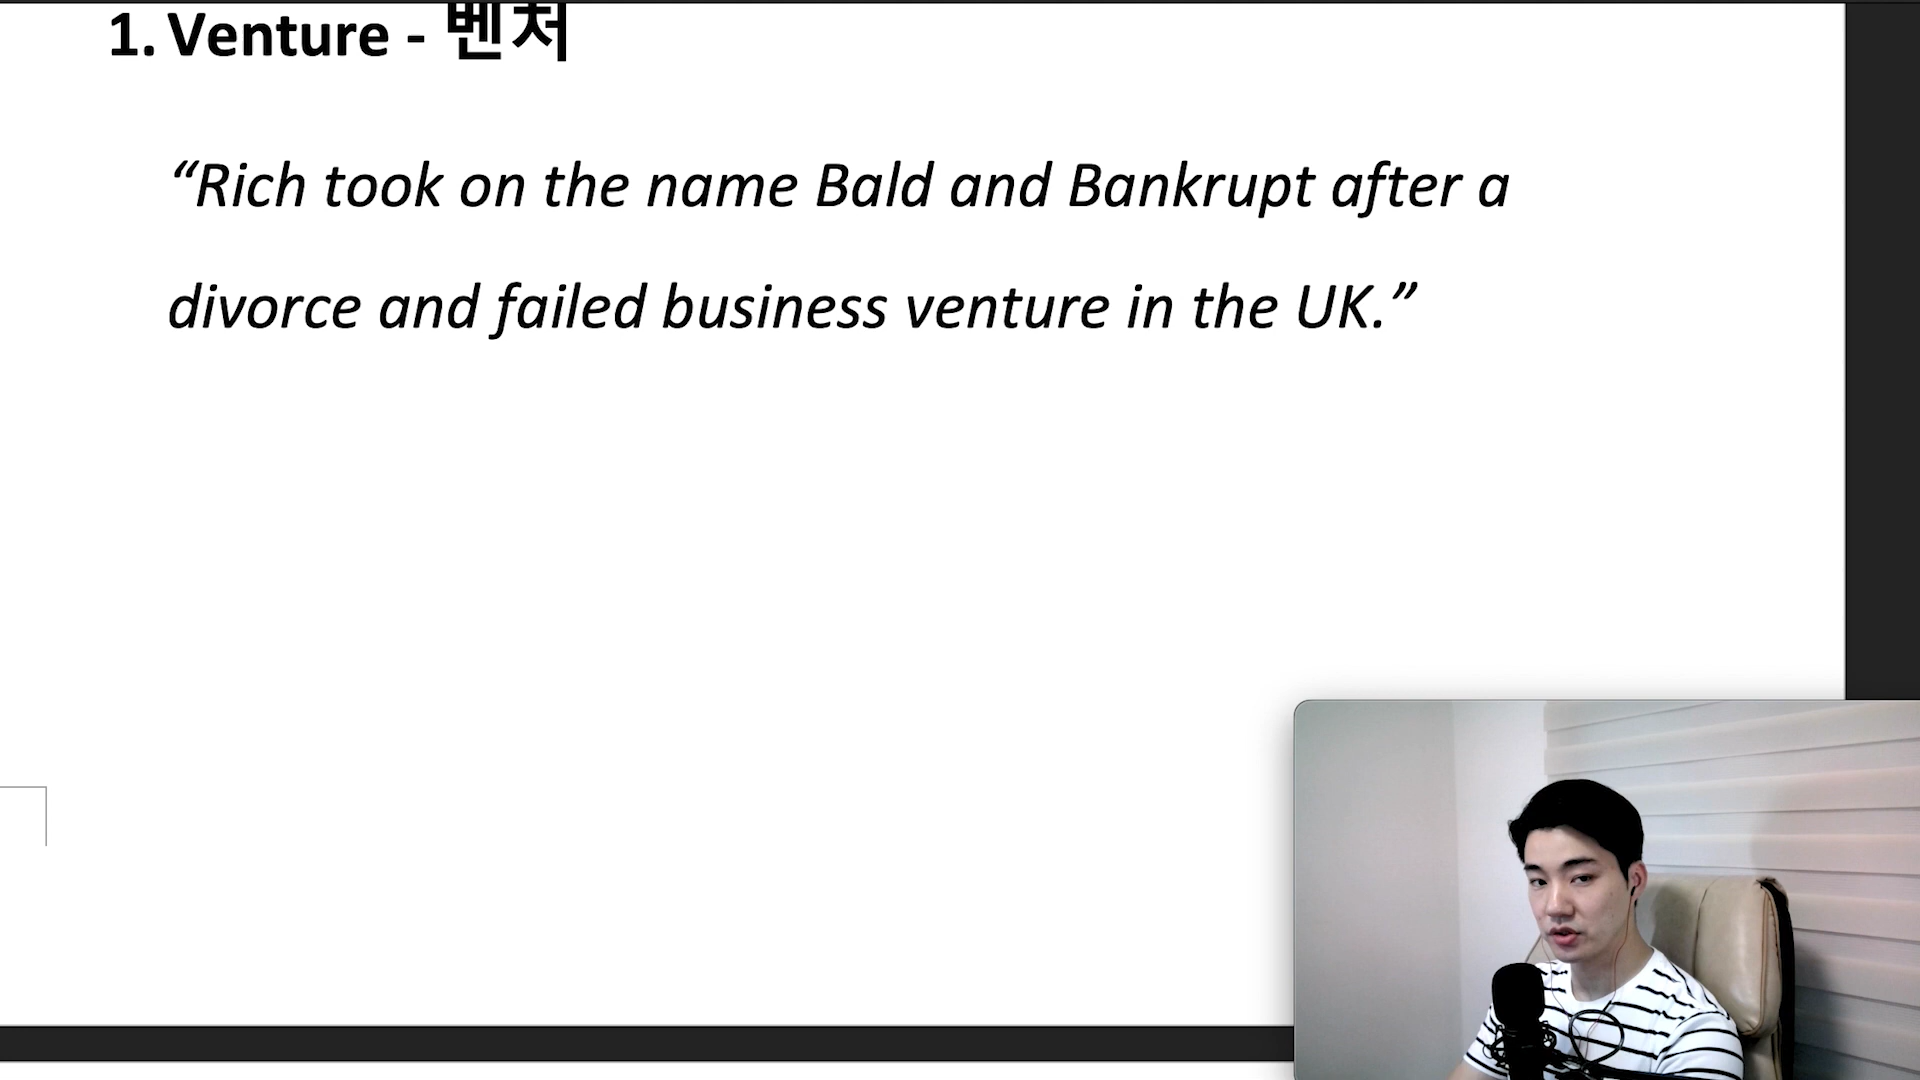 1. Venture - 벤처
“Rich took on the name Bald and Bankrupt after a
divorce and failed business venture in the UK.”